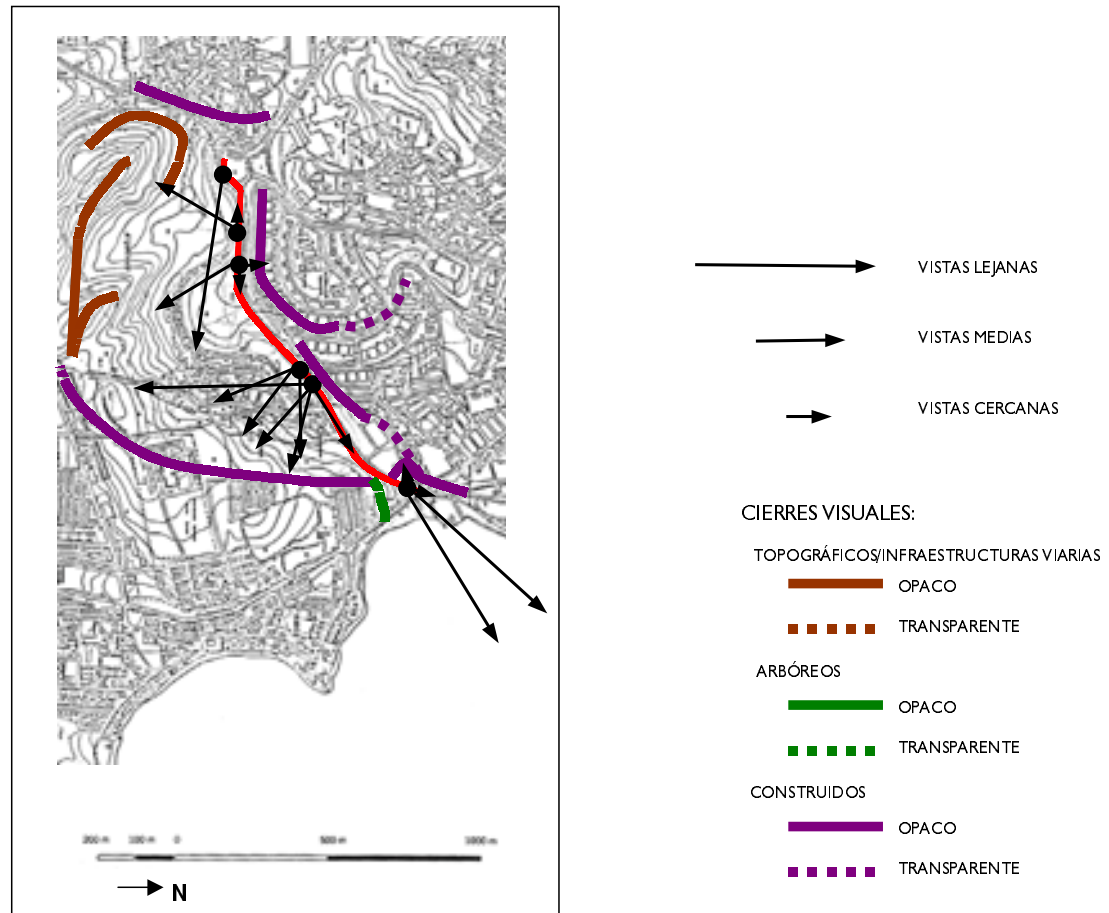 VISTAS LEJANAS
VISTAS MEDIAS
VISTAS CERCANAS
CIERRES VISUALES:
TOPOGRÁFICOS/INFRAESTRUCTURAS VIARIAS
OPACO
TRANSPARENTE
ARBÓREOS
OPACO
TRANSPARENTE
CONSTRUIDOS
OPACO
TRANSPARENTE
200 m 100 m 0 500 m 1000 m
N